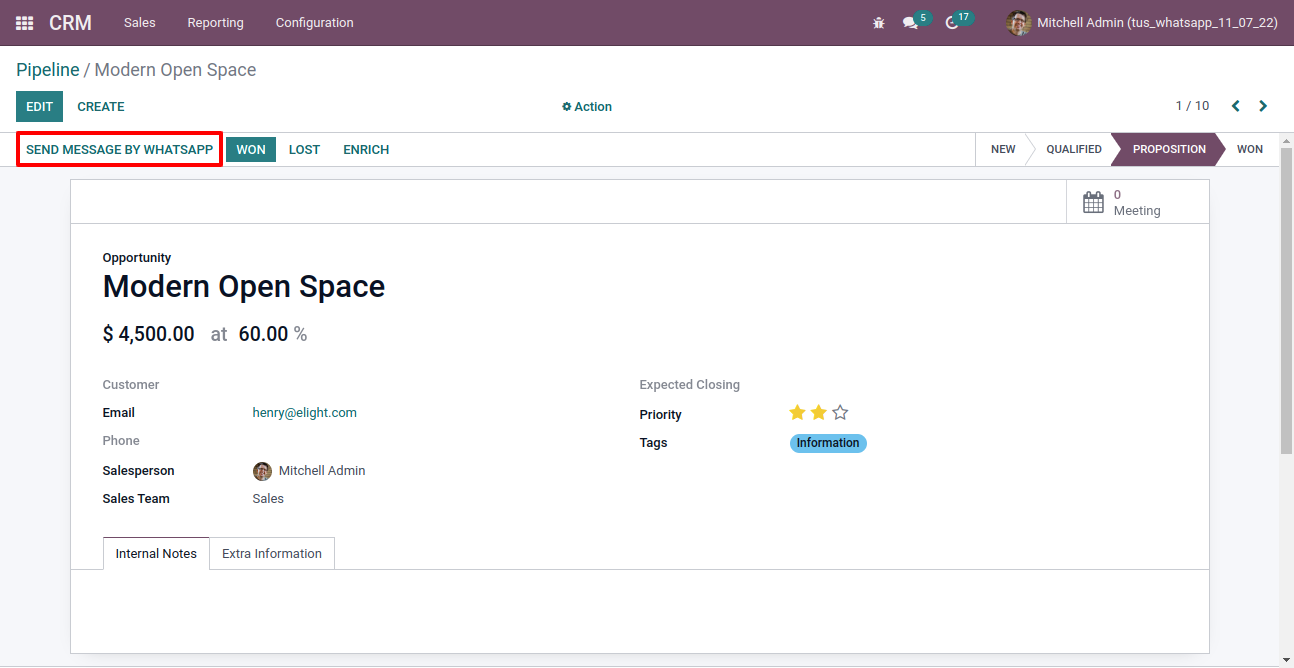 CRM Sales Reporting Configuration 5 17 Mitchell Admin (tus_whatsapp_11_07_22)
Pipeline / Modern Open Space
EDIT CREATE Action 1 / 10
SEND MESSAGE BY WHATSAPP WON LOST ENRICH NEW QUALIFIED PROPOSITION WON
0
Meeting
Opportunity
Modern Open Space
$ 4,500.00 at 60.00 %
Customer Expected Closing
Email henry@elight.com Priority
Phone Tags Information
Salesperson Mitchell Admin
Sales Team Sales
Internal Notes Extra Information